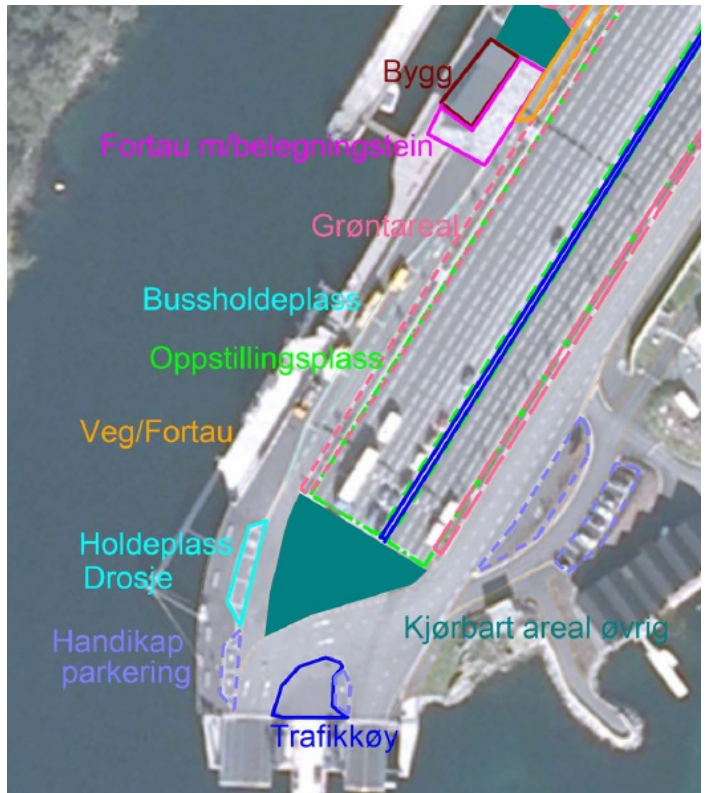 Bygg
Fortau m/belegningstein
Grøntareal
Bussholdeplass
Oppstillingsplass
Veg/Fortau
Holdeplass
Drosje
Kjørbart areal øvrig
Handikap
parkering
Trafikkøy